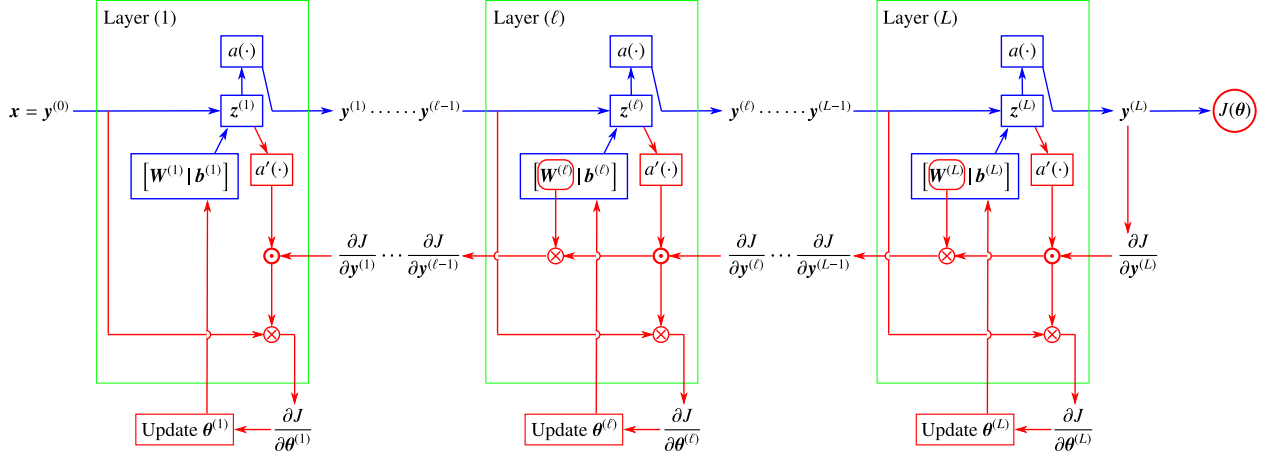 Layer (1) Layer (ℓ) Layer (L)
a(·) a(·) a(·)
x = y⁽⁰⁾ z⁽¹⁾ y⁽¹⁾ ······ y⁽ℓ⁻¹⁾ z⁽ℓ⁾ y⁽ℓ⁾ ······ y⁽ᴸ⁻¹⁾ z⁽ᴸ⁾ y⁽ᴸ⁾ J(θ)
[W⁽¹⁾ | b⁽¹⁾] a′(·) [W⁽ℓ⁾ | b⁽ℓ⁾] a′(·) [W⁽ᴸ⁾ | b⁽ᴸ⁾] a′(·)
∂J/∂y⁽¹⁾ ··· ∂J/∂y⁽ℓ⁻¹⁾ ⊗ ⊙ ∂J/∂y⁽ℓ⁾ ··· ∂J/∂y⁽ᴸ⁻¹⁾ ⊗ ⊙ ∂J/∂y⁽ᴸ⁾
Update θ⁽¹⁾ ∂J/∂θ⁽¹⁾ Update θ⁽ℓ⁾ ∂J/∂θ⁽ℓ⁾ Update θ⁽ᴸ⁾ ∂J/∂θ⁽ᴸ⁾